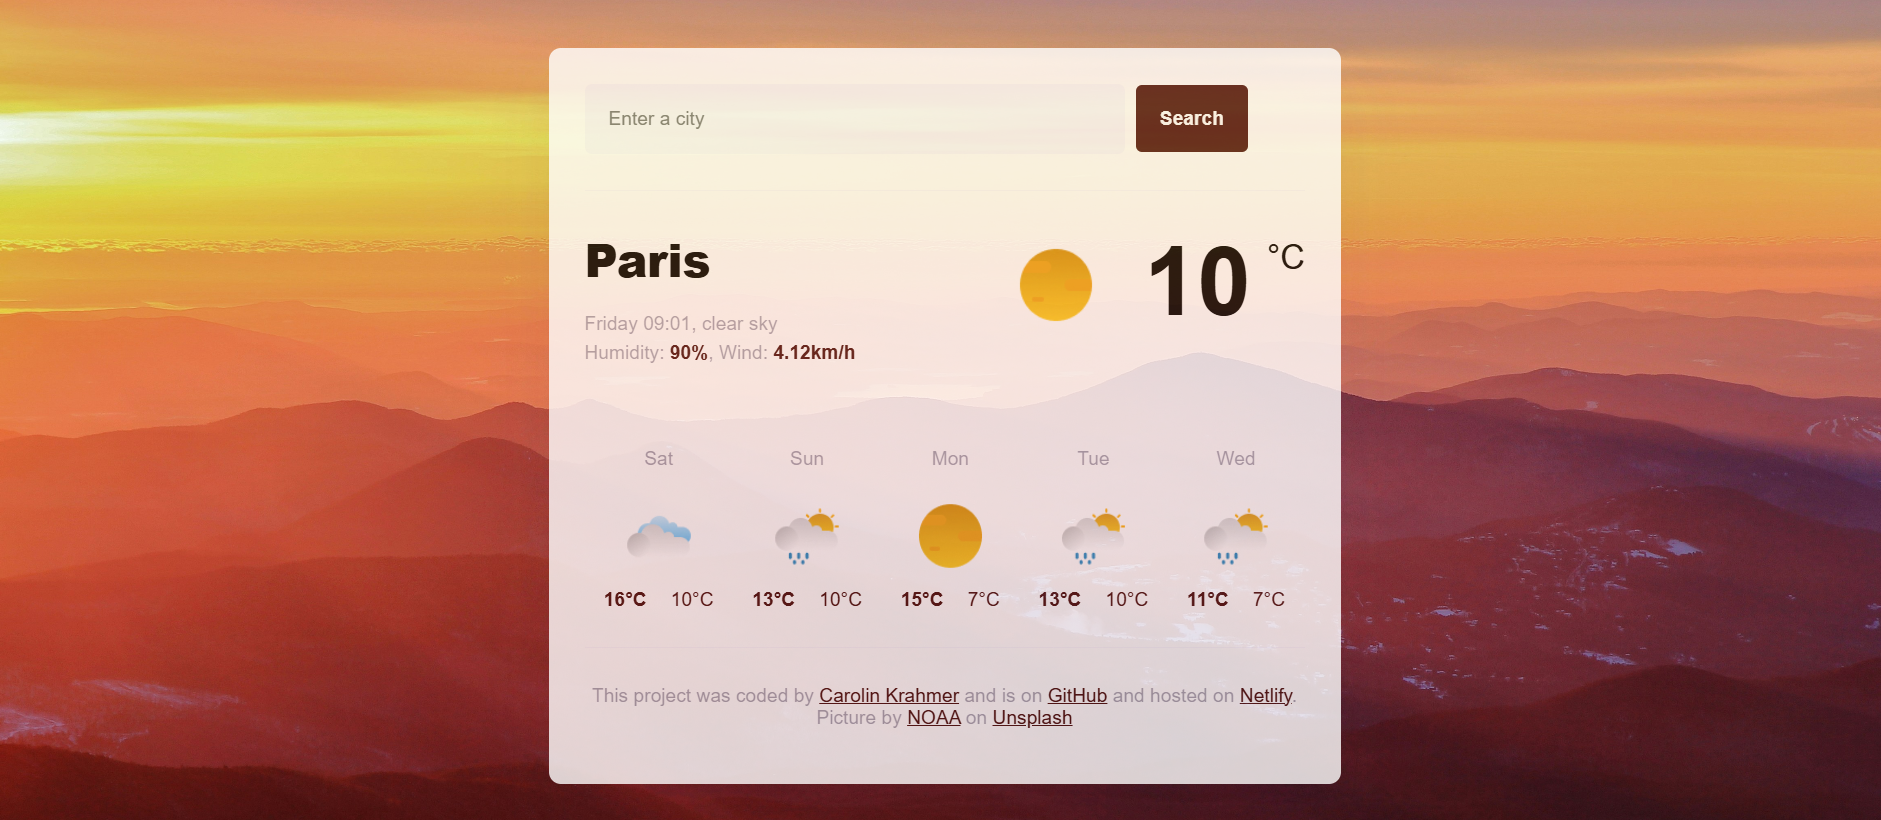 Enter a city
Search
Paris
10 °C
Friday 09:01, clear sky
Humidity: 90%, Wind: 4.12km/h
Sat Sun Mon Tue Wed
16°C 10°C 13°C 10°C 15°C 7°C 13°C 10°C 11°C 7°C
This project was coded by Carolin Krahmer and is on GitHub and hosted on Netlify.
Picture by NOAA on Unsplash